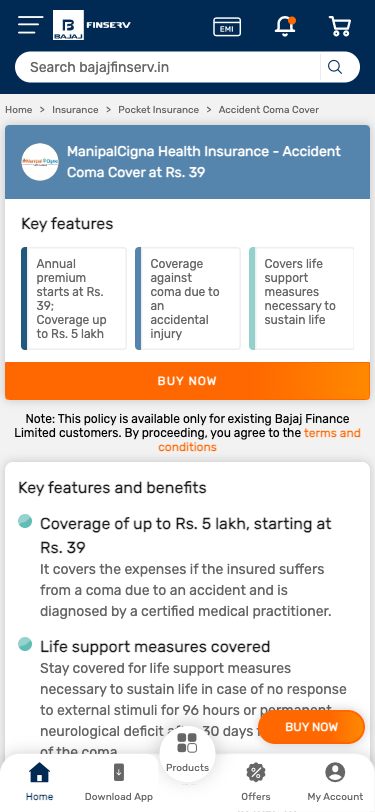 B
BAJAJ
FINSERV
EMI
Search bajajfinserv.in
Home > Insurance > Pocket Insurance > Accident Coma Cover
ManipalCigna Health Insurance - Accident
Coma Cover at Rs. 39
Key features
Annual
premium
starts at Rs.
39;
Coverage up
to Rs. 5 lakh
Coverage
against
coma due to
an
accidental
injury
Covers life
support
measures
necessary to
sustain life
BUY NOW
Note: This policy is available only for existing Bajaj Finance
Limited customers. By proceeding, you agree to the terms and
conditions
Key features and benefits
Coverage of up to Rs. 5 lakh, starting at
Rs. 39
It covers the expenses if the insured suffers
from a coma due to an accident and is
diagnosed by a certified medical practitioner.
Life support measures covered
Stay covered for life support measures
necessary to sustain life in case of no response
to external stimuli for 96 hours or permanent
neurological deficit after 30 days
of the coma
BUY NOW
Home
Download App
Products
Offers
My Account